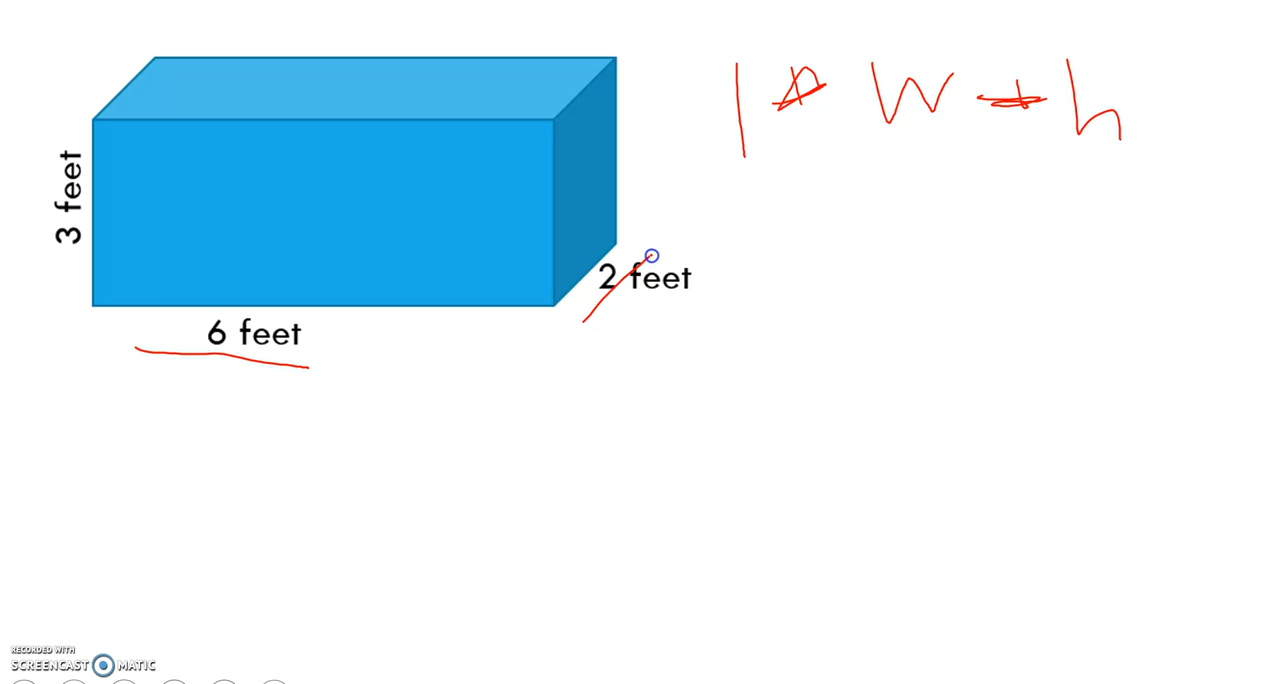 l * w * h
3 feet
2 feet
6 feet
RECORDED WITH
SCREENCAST MATIC